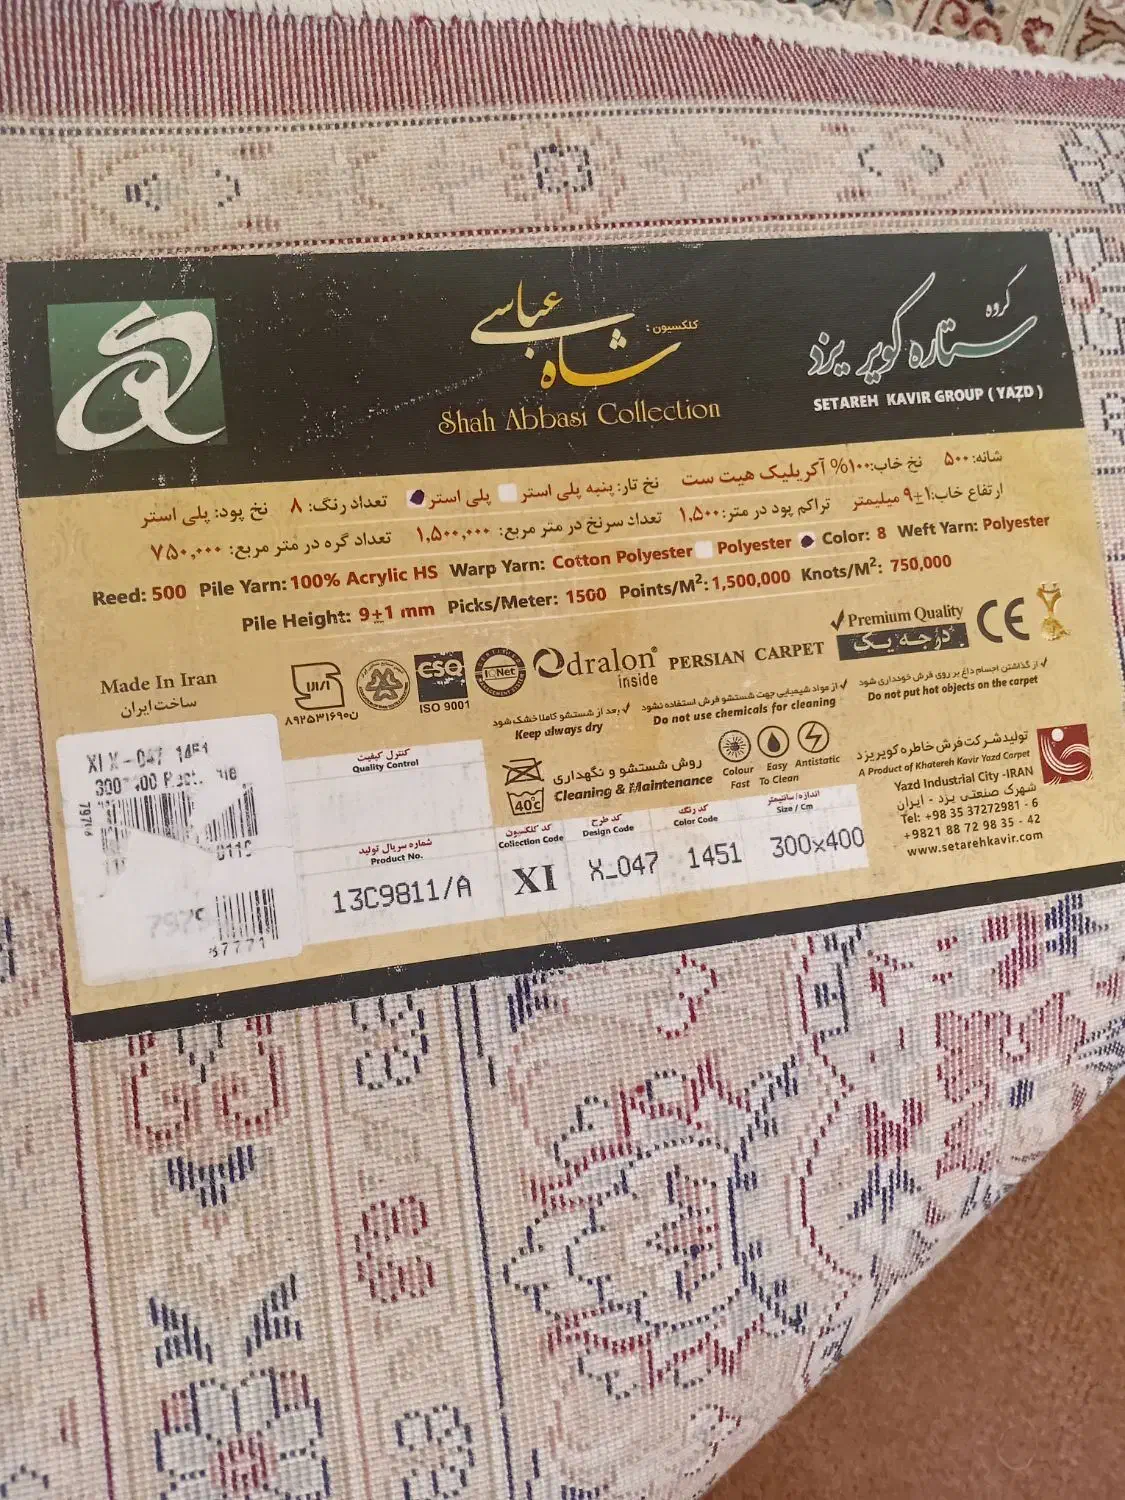 گروه
ستاره کویر یزد
SETAREH KAVIR GROUP ( YAZD )
کلکسیون:
شاه عباسی
Shah Abbasi Collection
شانه: ۵۰۰ نخ خاب: ۱۰۰% آکریلیک هیت ست نخ تار: پنبه پلی استر پلی استر تعداد رنگ: ۸ نخ پود: پلی استر
ارتفاع خاب: ۹±۱ میلیمتر تراکم پود در متر: ۱,۵۰۰ تعداد سرنخ در متر مربع: ۱,۵۰۰,۰۰۰ تعداد گره در متر مربع: ۷۵۰,۰۰۰
Reed: 500 Pile Yarn: 100% Acrylic HS Warp Yarn: Cotton Polyester Polyester Color: 8 Weft Yarn: Polyester
Pile Height: 9±1 mm Picks/Meter: 1500 Points/M²: 1,500,000 Knots/M²: 750,000
Made In Iran
ساخت ایران
۸۹۲۵۳۱۶۹۰ن
CSQ
ISO 9001
IQNet
dralon®
inside
PERSIAN CARPET
Premium Quality
درجه یک
CE
بعد از شستشو کاملا خشک شود
Keep always dry
از مواد شیمیایی جهت شستشو فرش استفاده نشود
Do not use chemicals for cleaning
از گذاشتن اجسام داغ بر روی فرش خودداری شود
Do not put hot objects on the carpet
روش شستشو و نگهداری
Cleaning & Maintenance
40c
Colour Fast
Easy To Clean
Antistatic
تولید شرکت فرش خاطره کویر یزد
A Product of Khatereh Kavir Yazd Carpet
Yazd Industrial City -IRAN
شهرک صنعتی یزد - ایران
Tel: +98 35 37272981 - 6
+9821 88 72 98 35 - 42
www.setarehkavir.com
کنترل کیفیت
Quality Control
شماره سریال تولید
Product No.
13C9811/A
کد کلکسیون
Collection Code
XI
کد طرح
Design Code
X_047
کد رنگ
Color Code
1451
اندازه/سانتیمتر
Size / Cm
300x400
XI X-047 1451